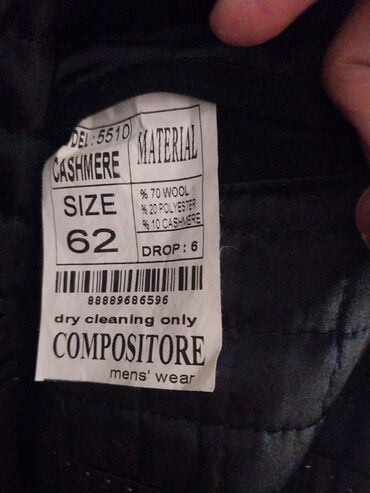 DEL:5510
CASHMERE
MATERIAL
SIZE
62
% 70 WOOL
% 20 POLYESTER
% 10 CASHMERE
DROP: 6
88889686596
dry cleaning only
COMPOSITORE
mens' wear